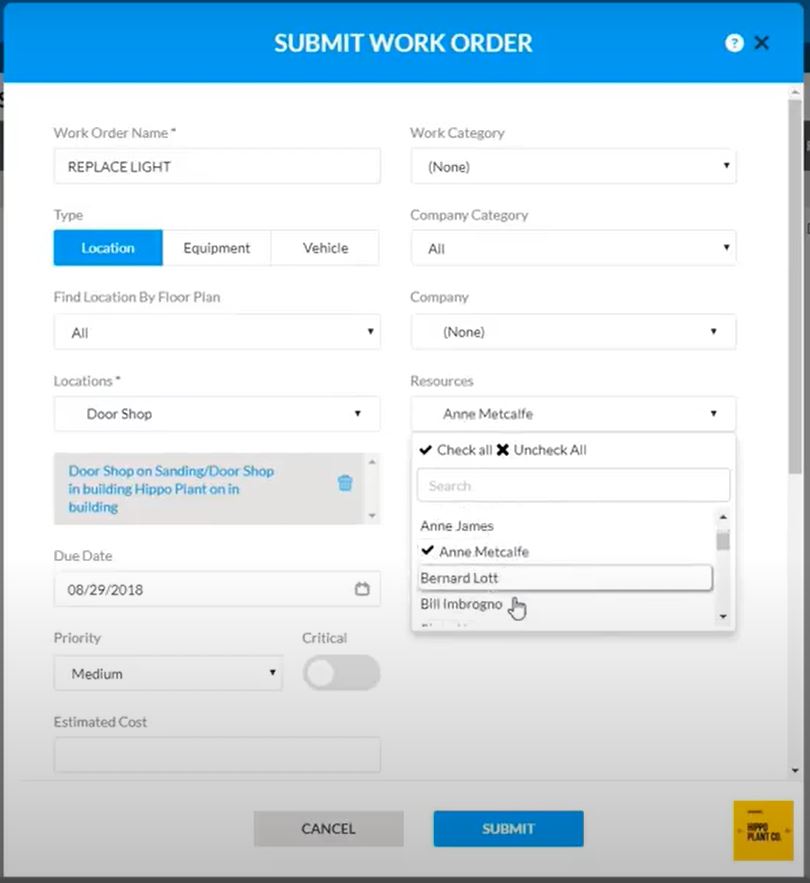 SUBMIT WORK ORDER
?
Work Order Name *
REPLACE LIGHT
Work Category
(None)
Type
Location
Equipment
Vehicle
Company Category
All
Find Location By Floor Plan
All
Company
(None)
Locations *
Door Shop
Resources
Anne Metcalfe
Door Shop on Sanding/Door Shop
in building Hippo Plant on in
building
Check all
Uncheck All
Search
Anne James
Anne Metcalfe
Bernard Lott
Bill Imbrogno
Due Date
08/29/2018
Priority
Critical
Medium
Estimated Cost
CANCEL
SUBMIT
HIPPO
PLANT CO.